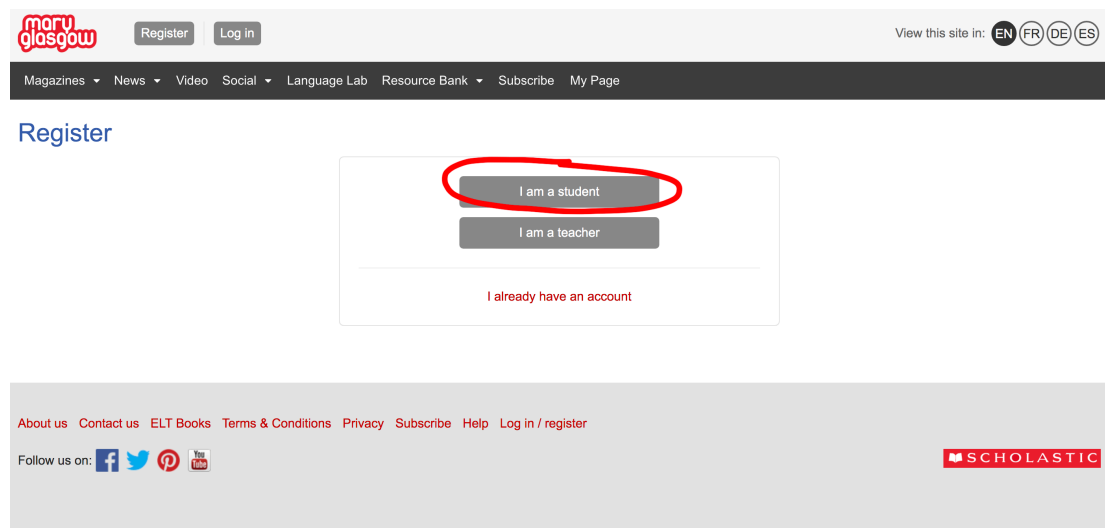 mary glasgow
Register Log in View this site in: EN FR DE ES
Magazines News Video Social Language Lab Resource Bank Subscribe My Page
Register
I am a student
I am a teacher
I already have an account
About us Contact us ELT Books Terms & Conditions Privacy Subscribe Help Log in / register
Follow us on: f You Tube
SCHOLASTIC